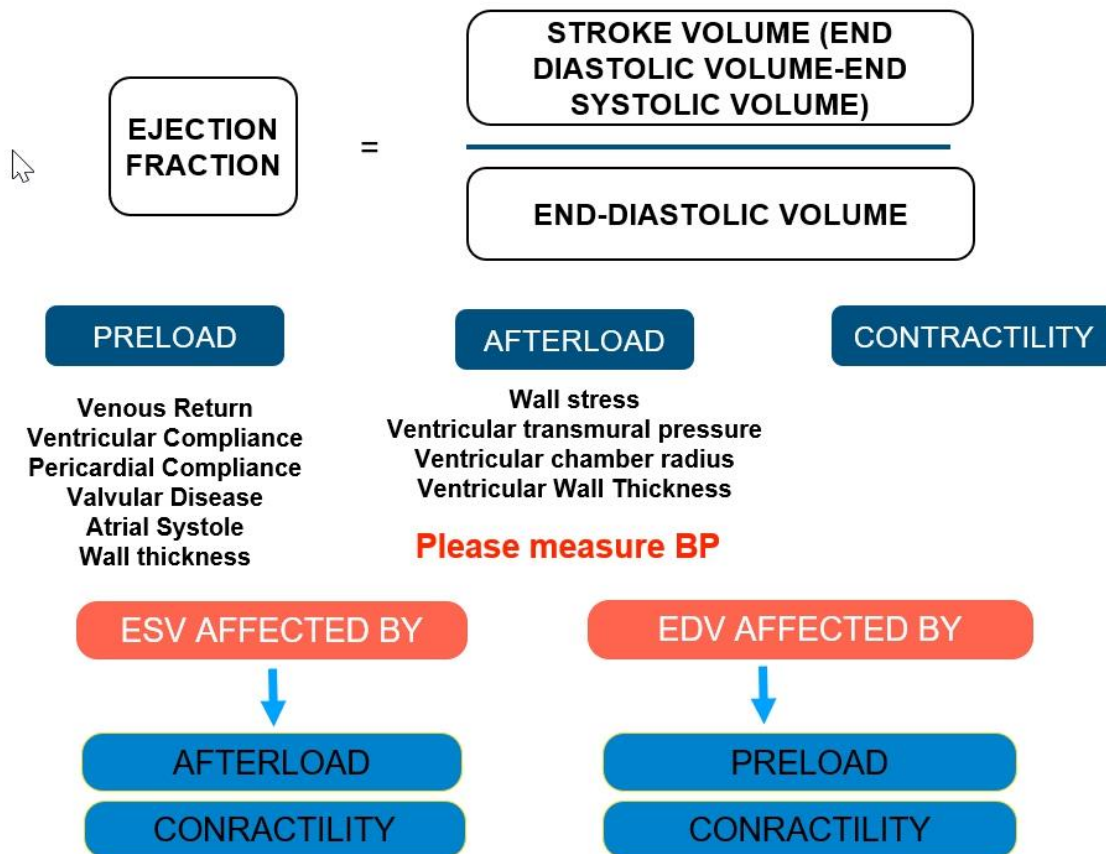 STROKE VOLUME (END
DIASTOLIC VOLUME-END
SYSTOLIC VOLUME)
EJECTION
FRACTION
=
END-DIASTOLIC VOLUME
PRELOAD
AFTERLOAD
CONTRACTILITY
Venous Return
Ventricular Compliance
Pericardial Compliance
Valvular Disease
Atrial Systole
Wall thickness
Wall stress
Ventricular transmural pressure
Ventricular chamber radius
Ventricular Wall Thickness
Please measure BP
ESV AFFECTED BY
EDV AFFECTED BY
AFTERLOAD
PRELOAD
CONRACTILITY
CONRACTILITY